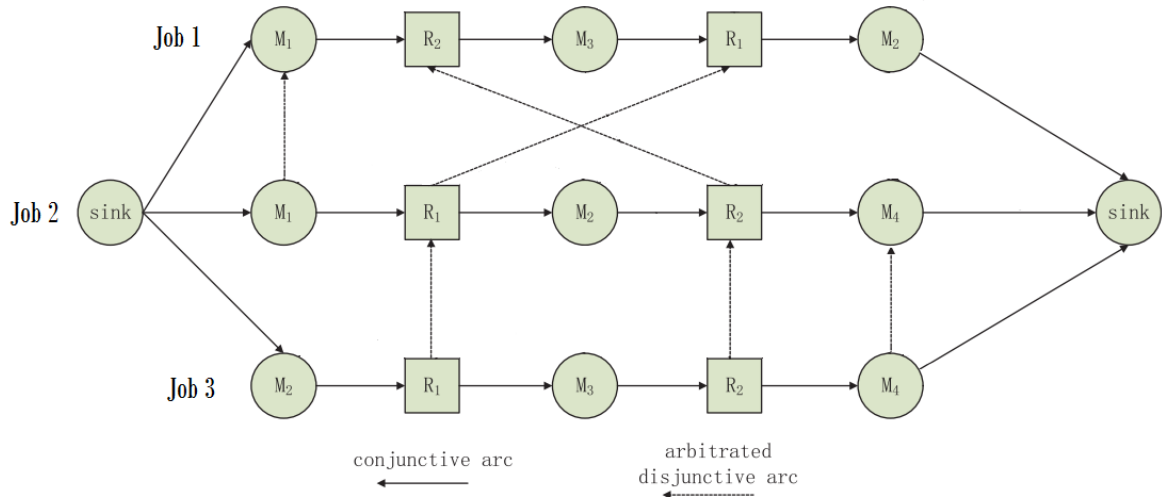 Job 1
M₁ R₂ M₃ R₁ M₂
Job 2
sink M₁ R₁ M₂ R₂ M₄ sink
Job 3
M₂ R₁ M₃ R₂ M₄
conjunctive arc
arbitrated
disjunctive arc